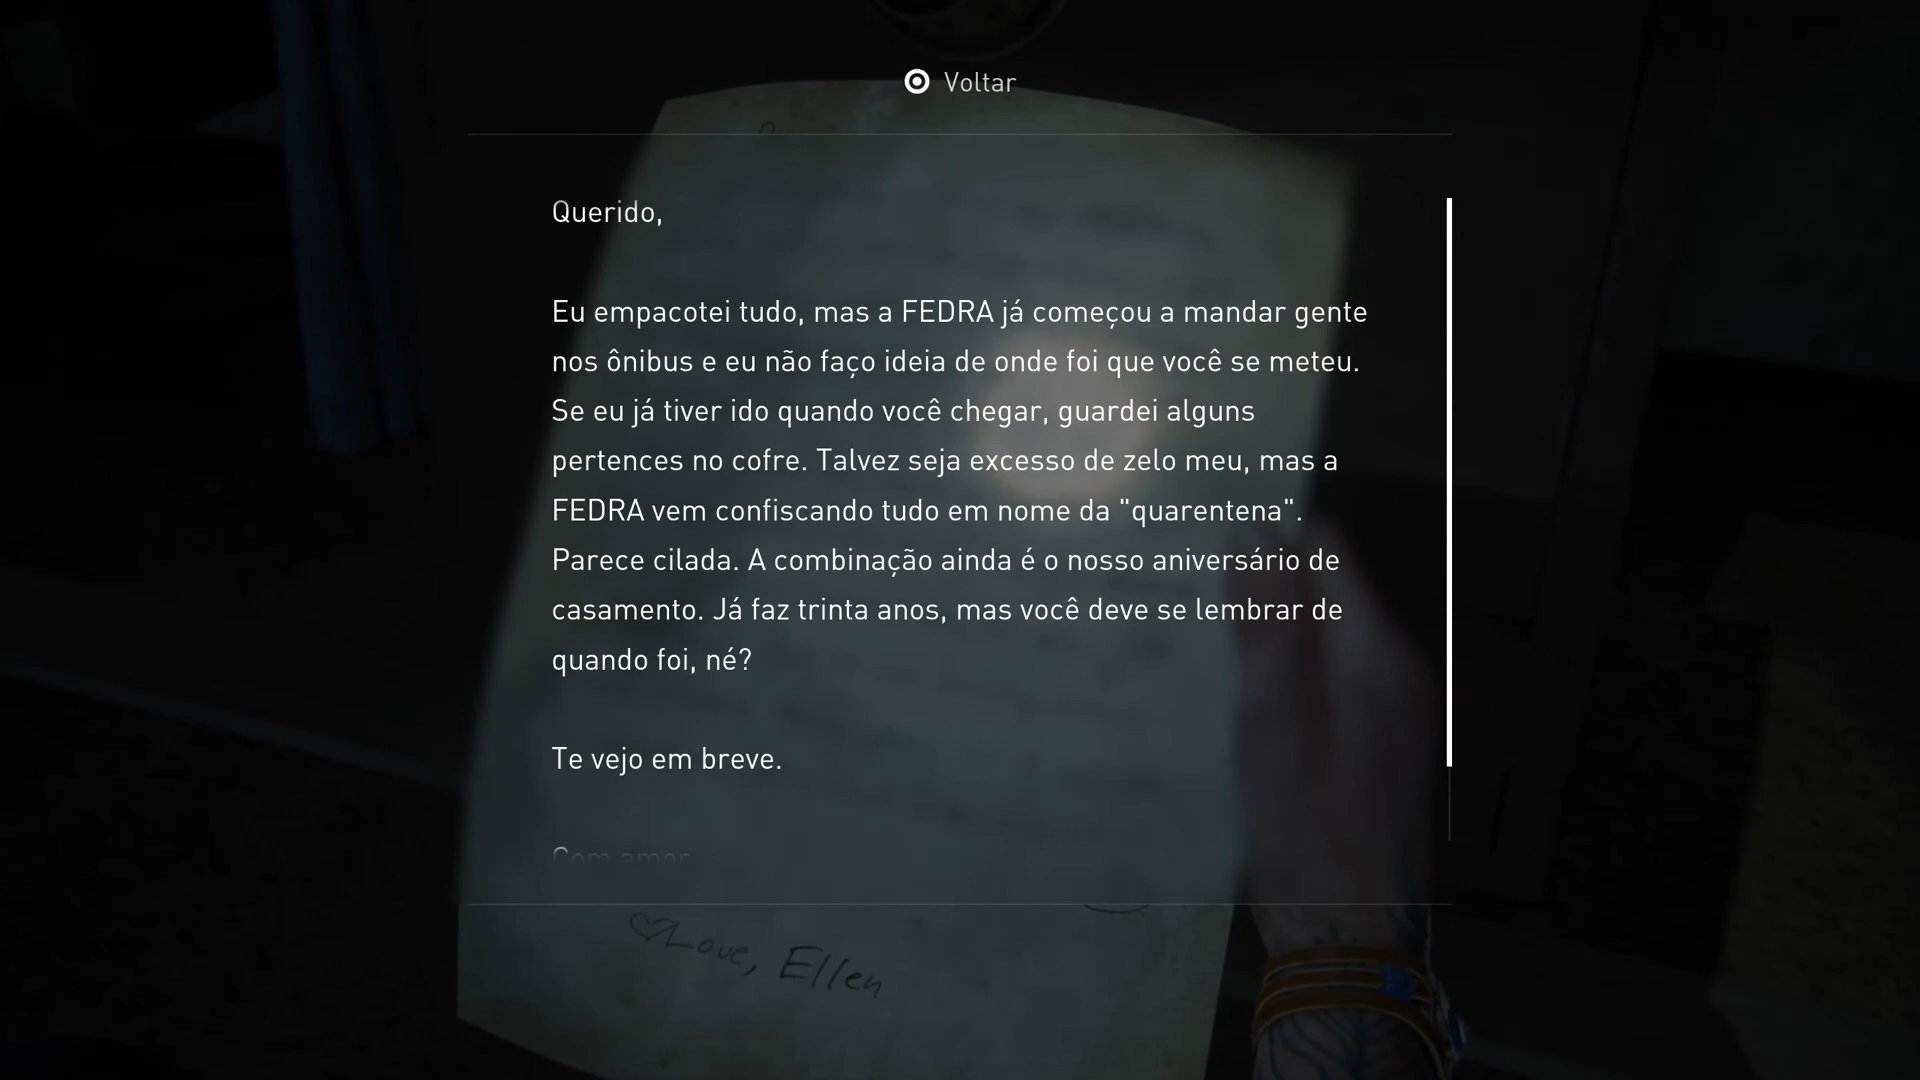 Voltar
Querido,
Eu empacotei tudo, mas a FEDRA já começou a mandar gente
nos ônibus e eu não faço ideia de onde foi que você se meteu.
Se eu já tiver ido quando você chegar, guardei alguns
pertences no cofre. Talvez seja excesso de zelo meu, mas a
FEDRA vem confiscando tudo em nome da "quarentena".
Parece cilada. A combinação ainda é o nosso aniversário de
casamento. Já faz trinta anos, mas você deve se lembrar de
quando foi, né?
Te vejo em breve.
Com amor
Love, Ellen